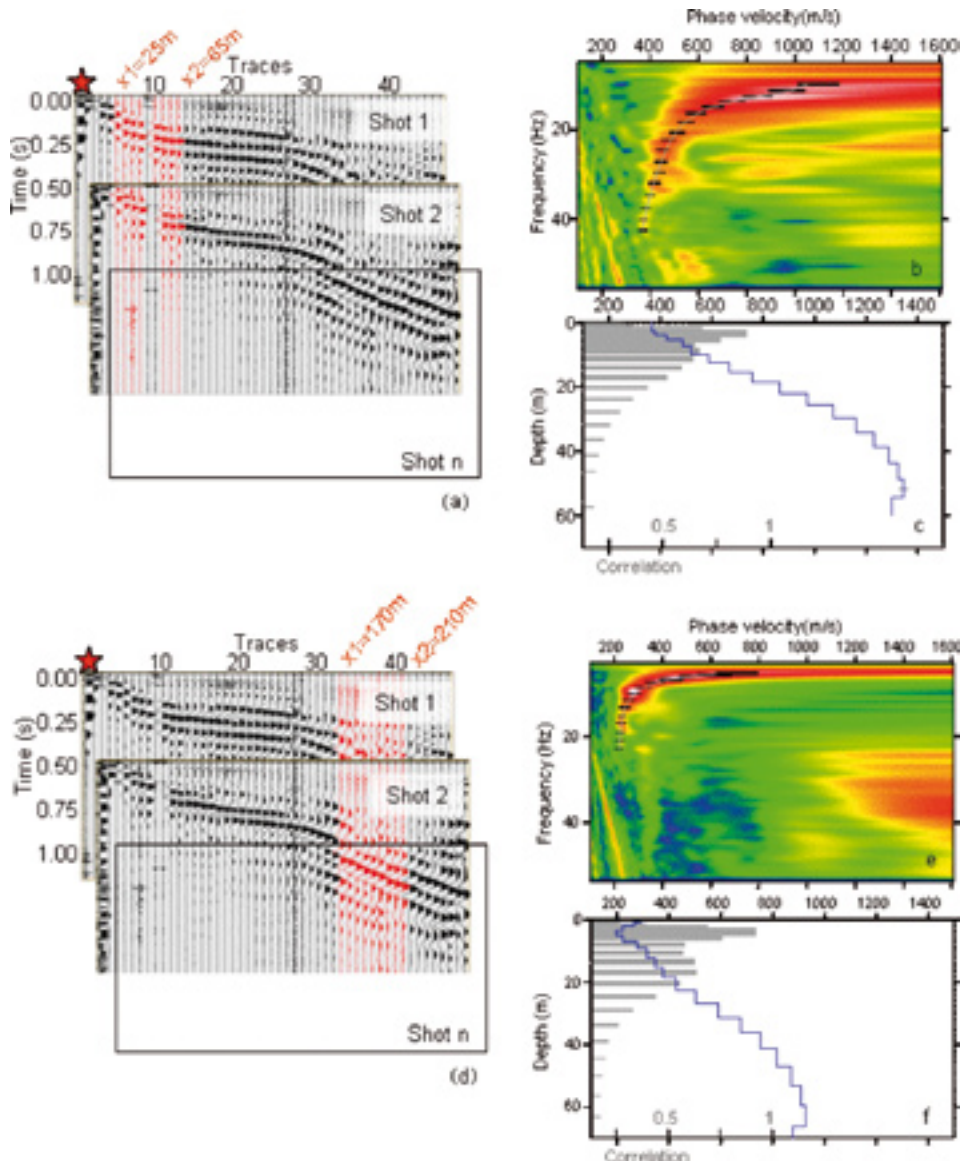 x1=25m
x2=65m
Traces
10 20 30 40
0.00
0.25
0.50
0.75
1.00
Time (s)
Shot 1
Shot 2
Shot n
(a)
Phase velocity(m/s)
200 400 600 800 1000 1200 1600
20
40
Frequency (Hz)
b
200 400 600 800 1000 1200 1400
0
20
40
60
Depth (m)
0.5 1
c
Correlation
x1=170m
x2=210m
Traces
10 20 30 40
0.00
0.25
0.50
0.75
1.00
Time (s)
Shot 1
Shot 2
Shot n
(d)
Phase velocity(m/s)
200 400 600 800 1000 1200 1400 1600
20
40
Frequency (Hz)
e
200 400 600 800 1000 1200 1400
0
20
40
60
Depth (m)
0.5 1
f
Correlation